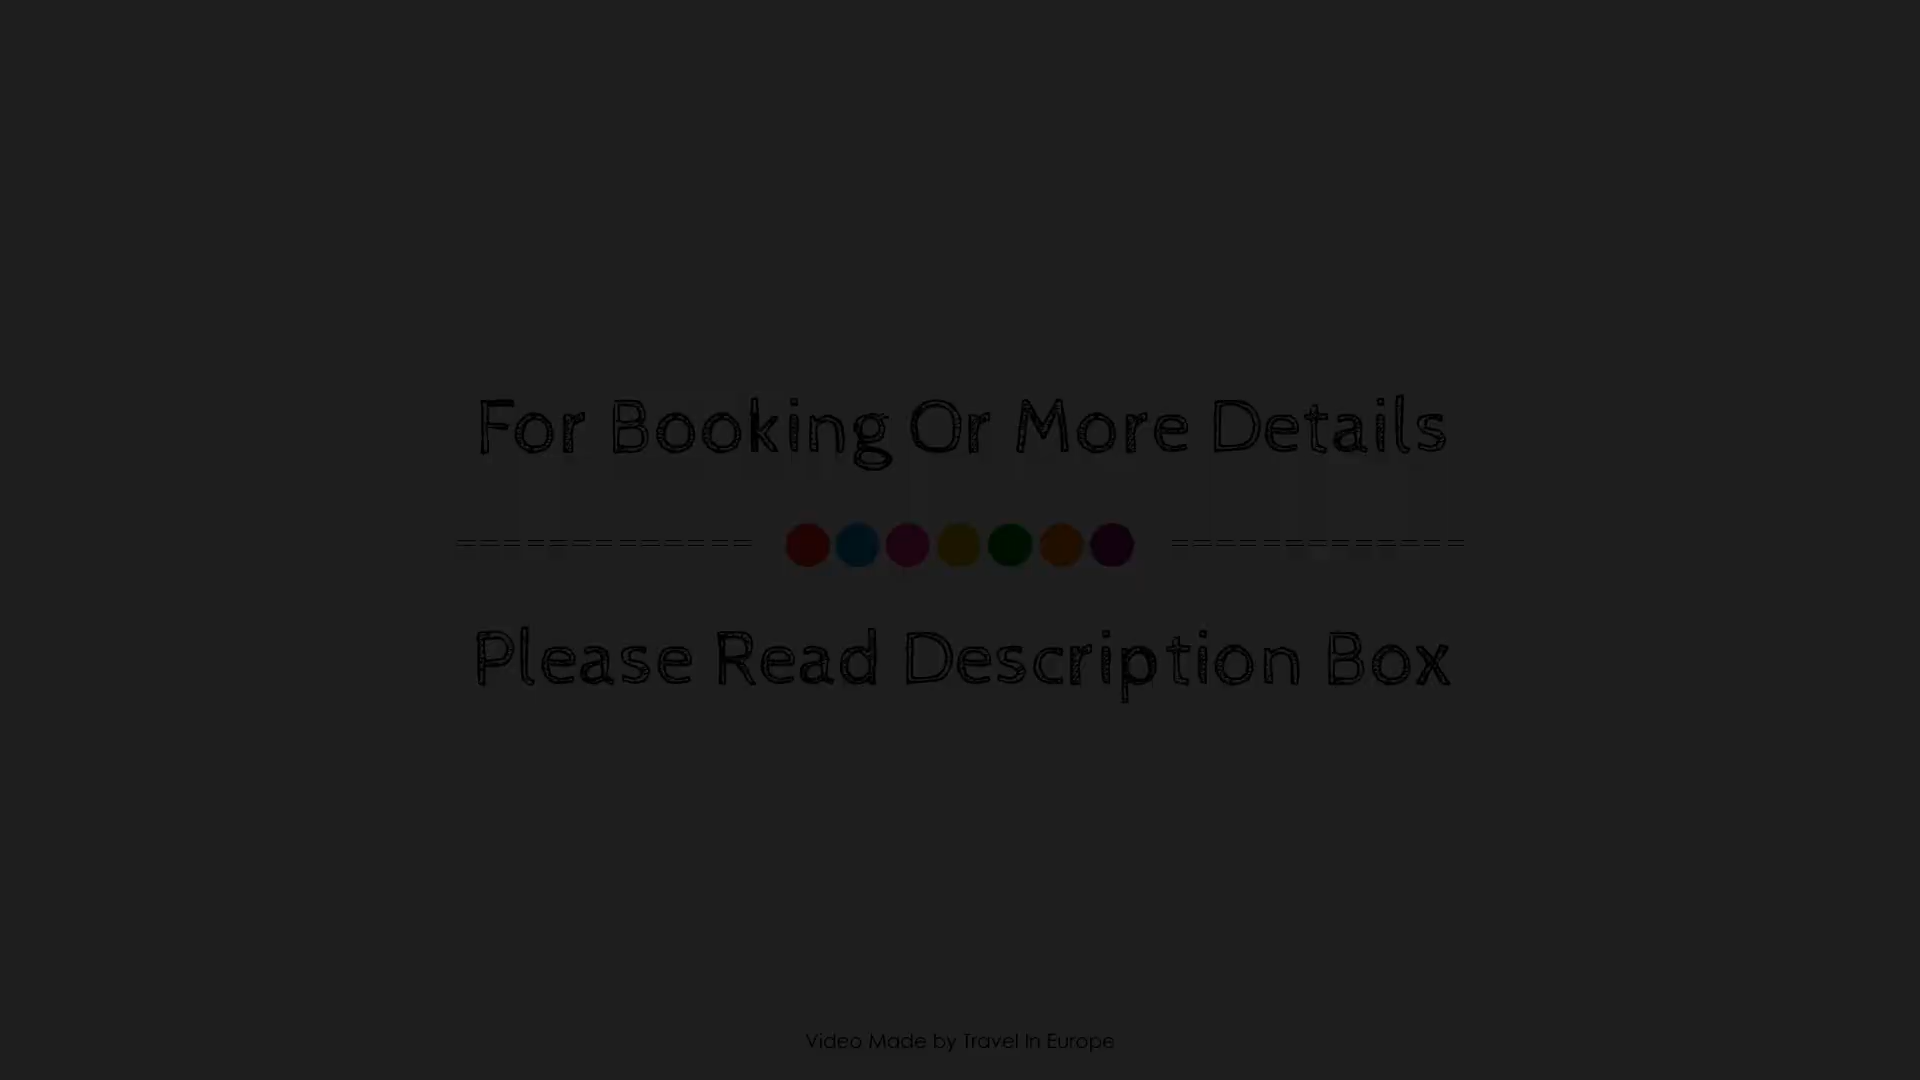 For Booking Or More Details
============= =============
Please Read Description Box
Video Made by Travel In Europe